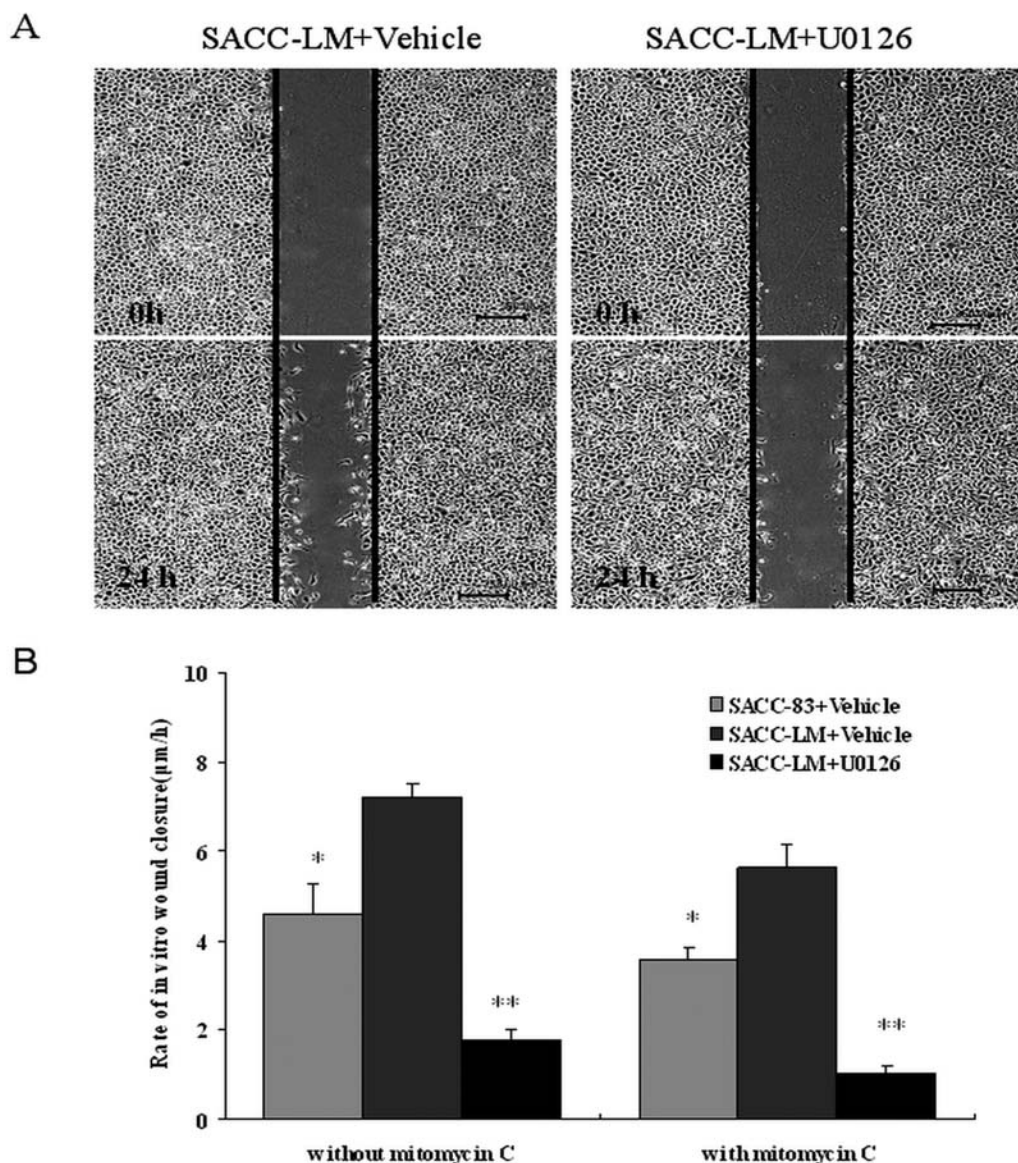 A
SACC-LM+Vehicle
SACC-LM+U0126
0h
0 h
24 h
24 h
B
Rate of in vitro wound closure(μm/h)
10
8
6
4
2
0
SACC-83+Vehicle
SACC-LM+Vehicle
SACC-LM+U0126
*
**
*
**
without mitomycin C
with mitomycin C